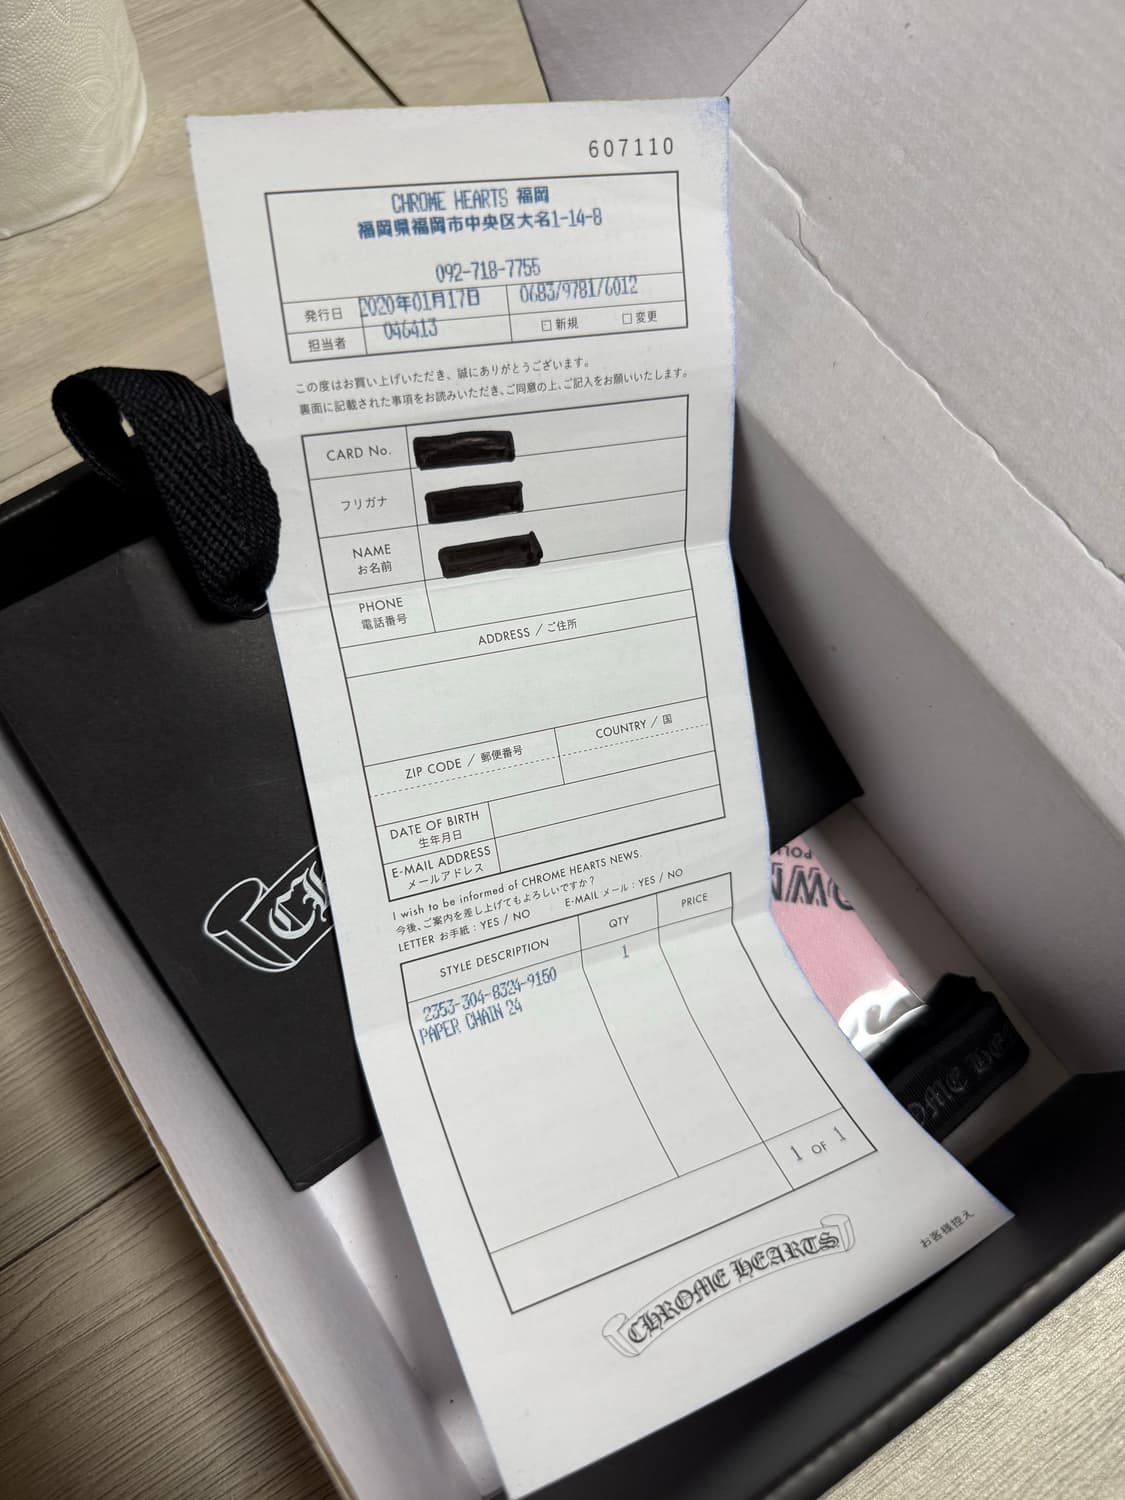 607110
CHROME HEARTS 福岡
福岡県福岡市中央区大名1-14-8
092-718-7755
発行日 2020年01月17日 0683/9781/6012
担当者 046413 □ 新規 □ 変更
この度はお買い上げいただき、誠にありがとうございます。
裏面に記載された事項をお読みいただき、ご同意の上、ご記入をお願いいたします。
CARD No.
フリガナ
NAME
お名前
PHONE
電話番号
ADDRESS / ご住所
ZIP CODE / 郵便番号 COUNTRY / 国
DATE OF BIRTH
生年月日
E-MAIL ADDRESS
メールアドレス
I wish to be informed of CHROME HEARTS NEWS.
今後、ご案内を差し上げてもよろしいですか?
LETTER お手紙 : YES / NO E-MAIL メール : YES / NO
STYLE DESCRIPTION QTY PRICE
2353-304-8324-9150 1
PAPER CHAIN 24
1 OF 1
CHROME HEARTS
お客様控え